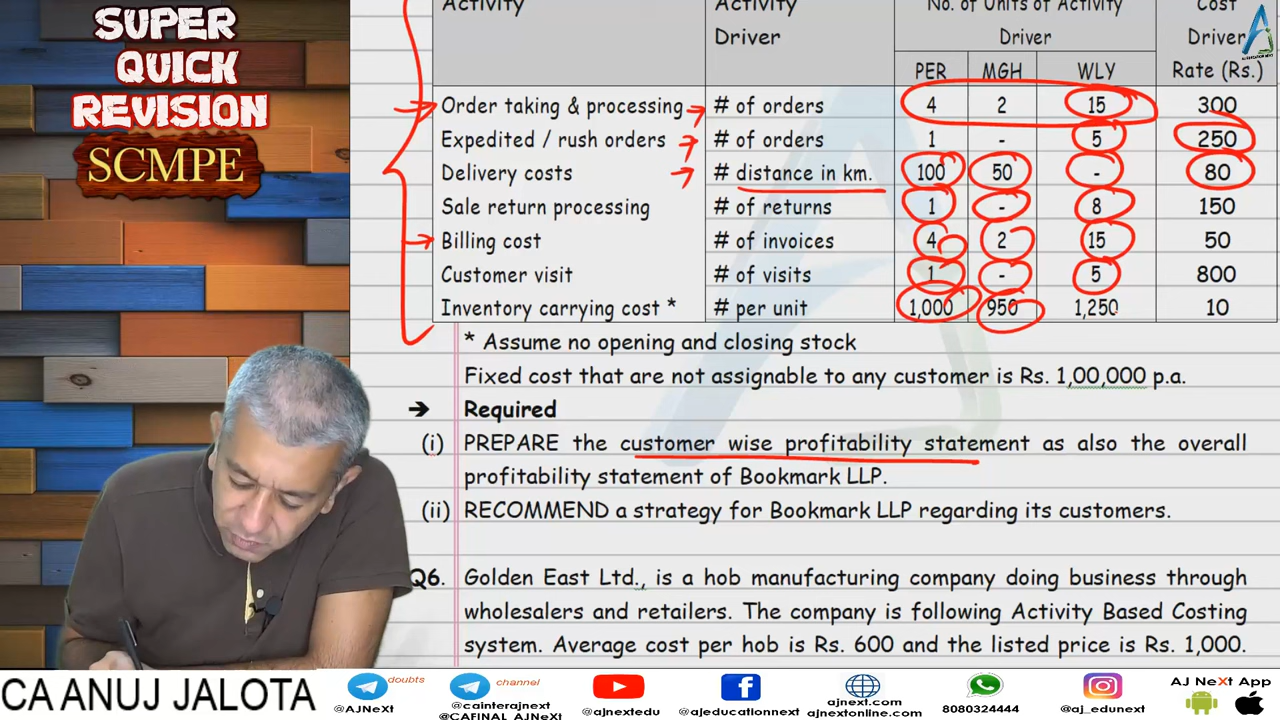 SUPER
QUICK
REVISION
SCMPE
Activity Activity No. of Units of Activity Cost
Driver Driver Driver
PER MGH WLY Rate (Rs.)
Order taking & processing # of orders 4 2 15 300
Expedited / rush orders # of orders 1 - 5 250
Delivery costs # distance in km. 100 50 - 80
Sale return processing # of returns 1 - 8 150
Billing cost # of invoices 4 2 15 50
Customer visit # of visits 1 - 5 800
Inventory carrying cost * # per unit 1,000 950 1,250 10
* Assume no opening and closing stock
Fixed cost that are not assignable to any customer is Rs. 1,00,000 p.a.
➔ Required
(i) PREPARE the customer wise profitability statement as also the overall
profitability statement of Bookmark LLP.
(ii) RECOMMEND a strategy for Bookmark LLP regarding its customers.
Q6. Golden East Ltd., is a hob manufacturing company doing business through
wholesalers and retailers. The company is following Activity Based Costing
system. Average cost per hob is Rs. 600 and the listed price is Rs. 1,000.
CA ANUJ JALOTA
doubts
@AJNeXt
channel
@cainterajnext
@CAFINAL_AJNeXt
@ajnextedu
@ajeducationnext
ajnext.com
ajnextonline.com
8080324444
@aj_edunext
AJ NeXt App